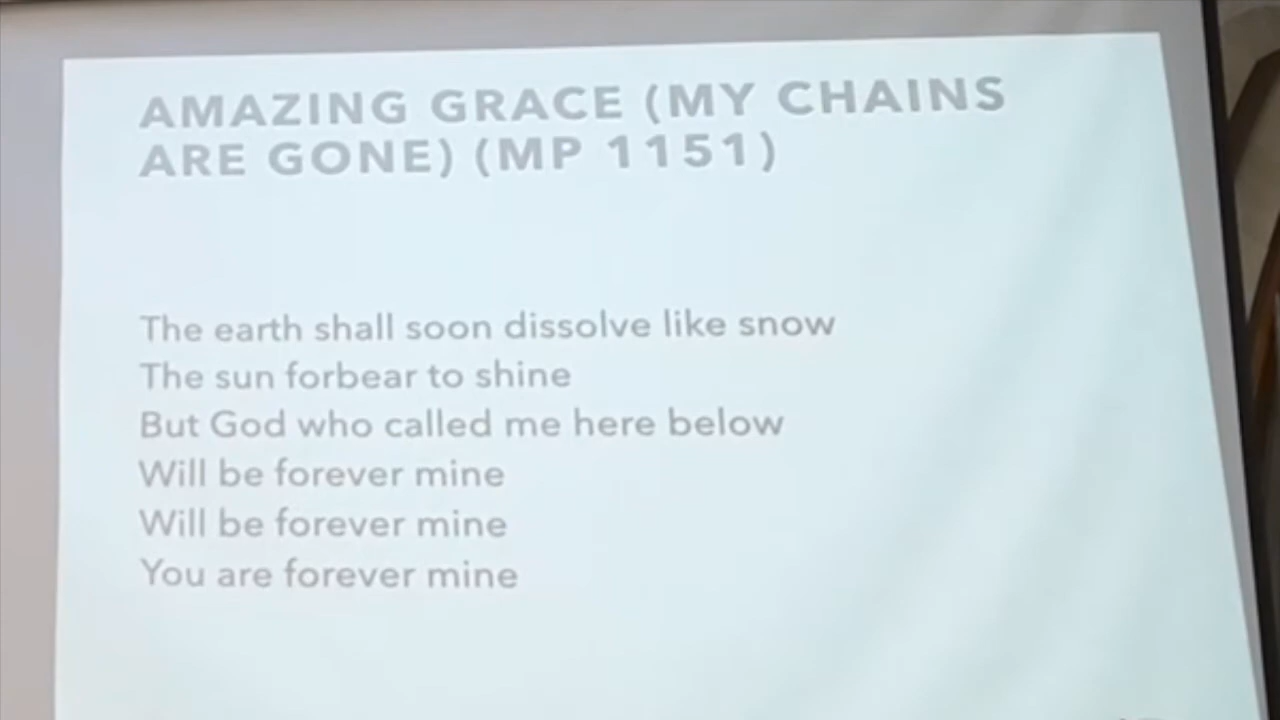 AMAZING GRACE (MY CHAINS
ARE GONE) (MP 1151)
The earth shall soon dissolve like snow
The sun forbear to shine
But God who called me here below
Will be forever mine
Will be forever mine
You are forever mine